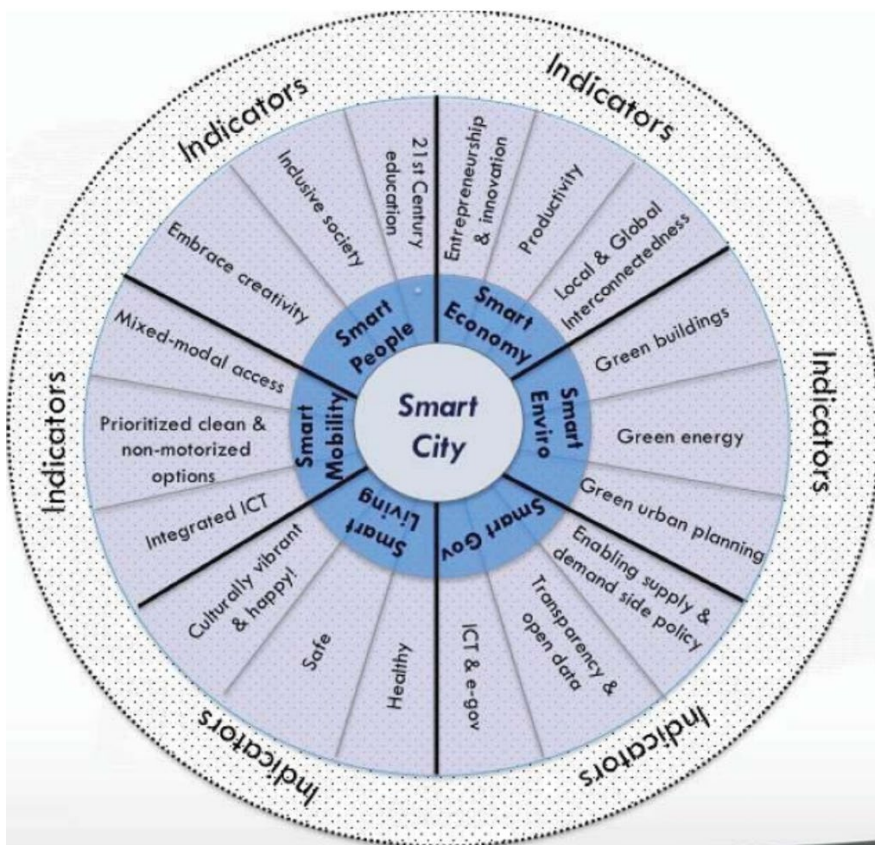 Smart
City
Smart
Economy
Smart
Enviro
Smart Gov
Smart
Living
Smart
Mobility
Smart
People
Entrepreneurship
& innovation
Productivity
Local & Global
Interconnectedness
Green buildings
Green energy
Green urban planning
Enabling supply &
demand side policy
Transparency &
open data
ICT & e-gov
Healthy
Safe
Culturally vibrant
& happy!
Integrated ICT
Prioritized clean &
non-motorized
options
Mixed-modal access
Embrace creativity
Inclusive society
21st Century
education
Indicators
Indicators
Indicators
Indicators
Indicators
Indicators